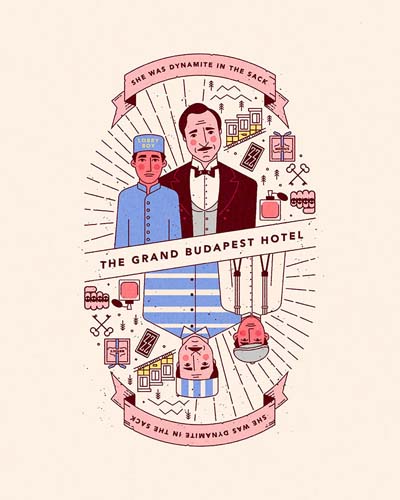 SHE WAS DYNAMITE IN THE SACK
LOBBY
BOY
THE GRAND BUDAPEST HOTEL
SHE WAS DYNAMITE IN THE SACK